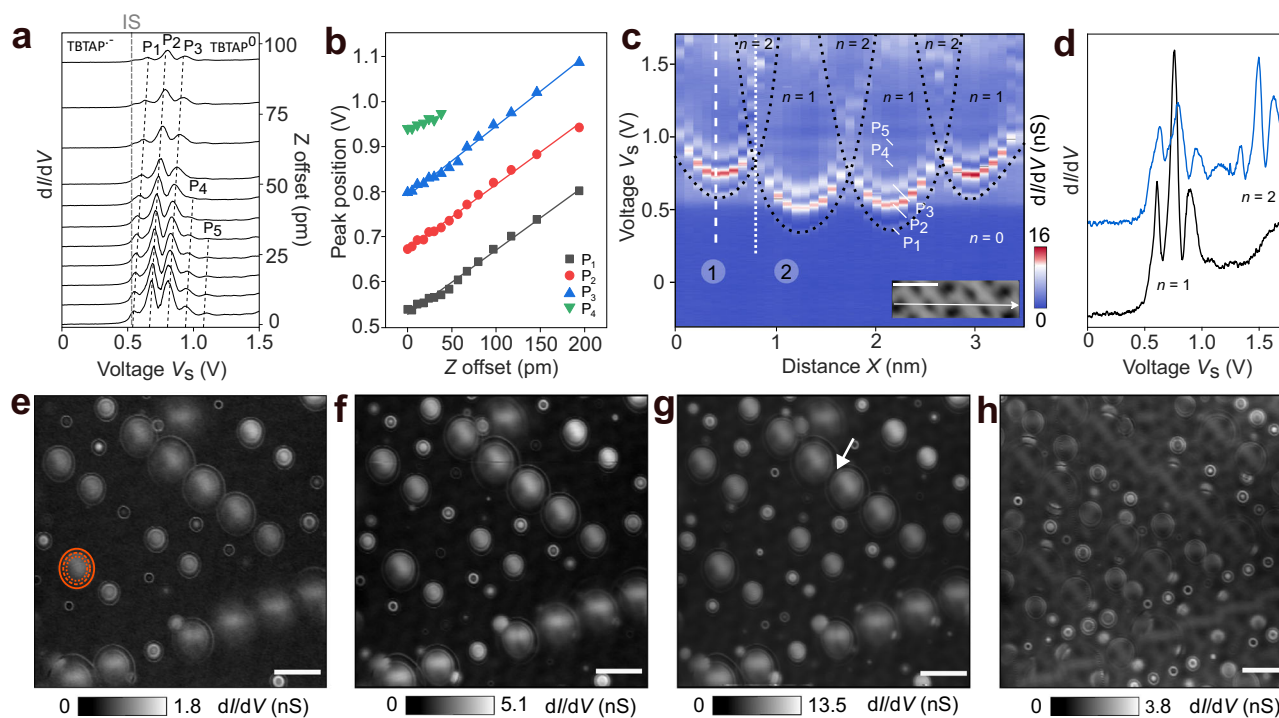 a
IS
TBTAP·-
P1
P2
P3
TBTAP0
P4
P5
dI/dV
100
75
50
25
0
Z offset (pm)
0
0.5
1.0
1.5
Voltage VS (V)
b
1.1
1.0
0.9
0.8
0.7
0.6
0.5
Peak position (V)
P1
P2
P3
P4
0
40
80
120
160
200
Z offset (pm)
c
1.5
1.0
0.5
0
Voltage VS (V)
n = 2
n = 2
n = 2
n = 1
n = 1
n = 1
P5
P4
P3
P2
P1
n = 0
1
2
16
0
dI/dV (nS)
0
1
2
3
Distance X (nm)
d
dI/dV
n = 2
n = 1
0
0.5
1.0
1.5
Voltage VS (V)
e
0
1.8
dI/dV (nS)
f
0
5.1
dI/dV (nS)
g
0
13.5
dI/dV (nS)
h
0
3.8
dI/dV (nS)